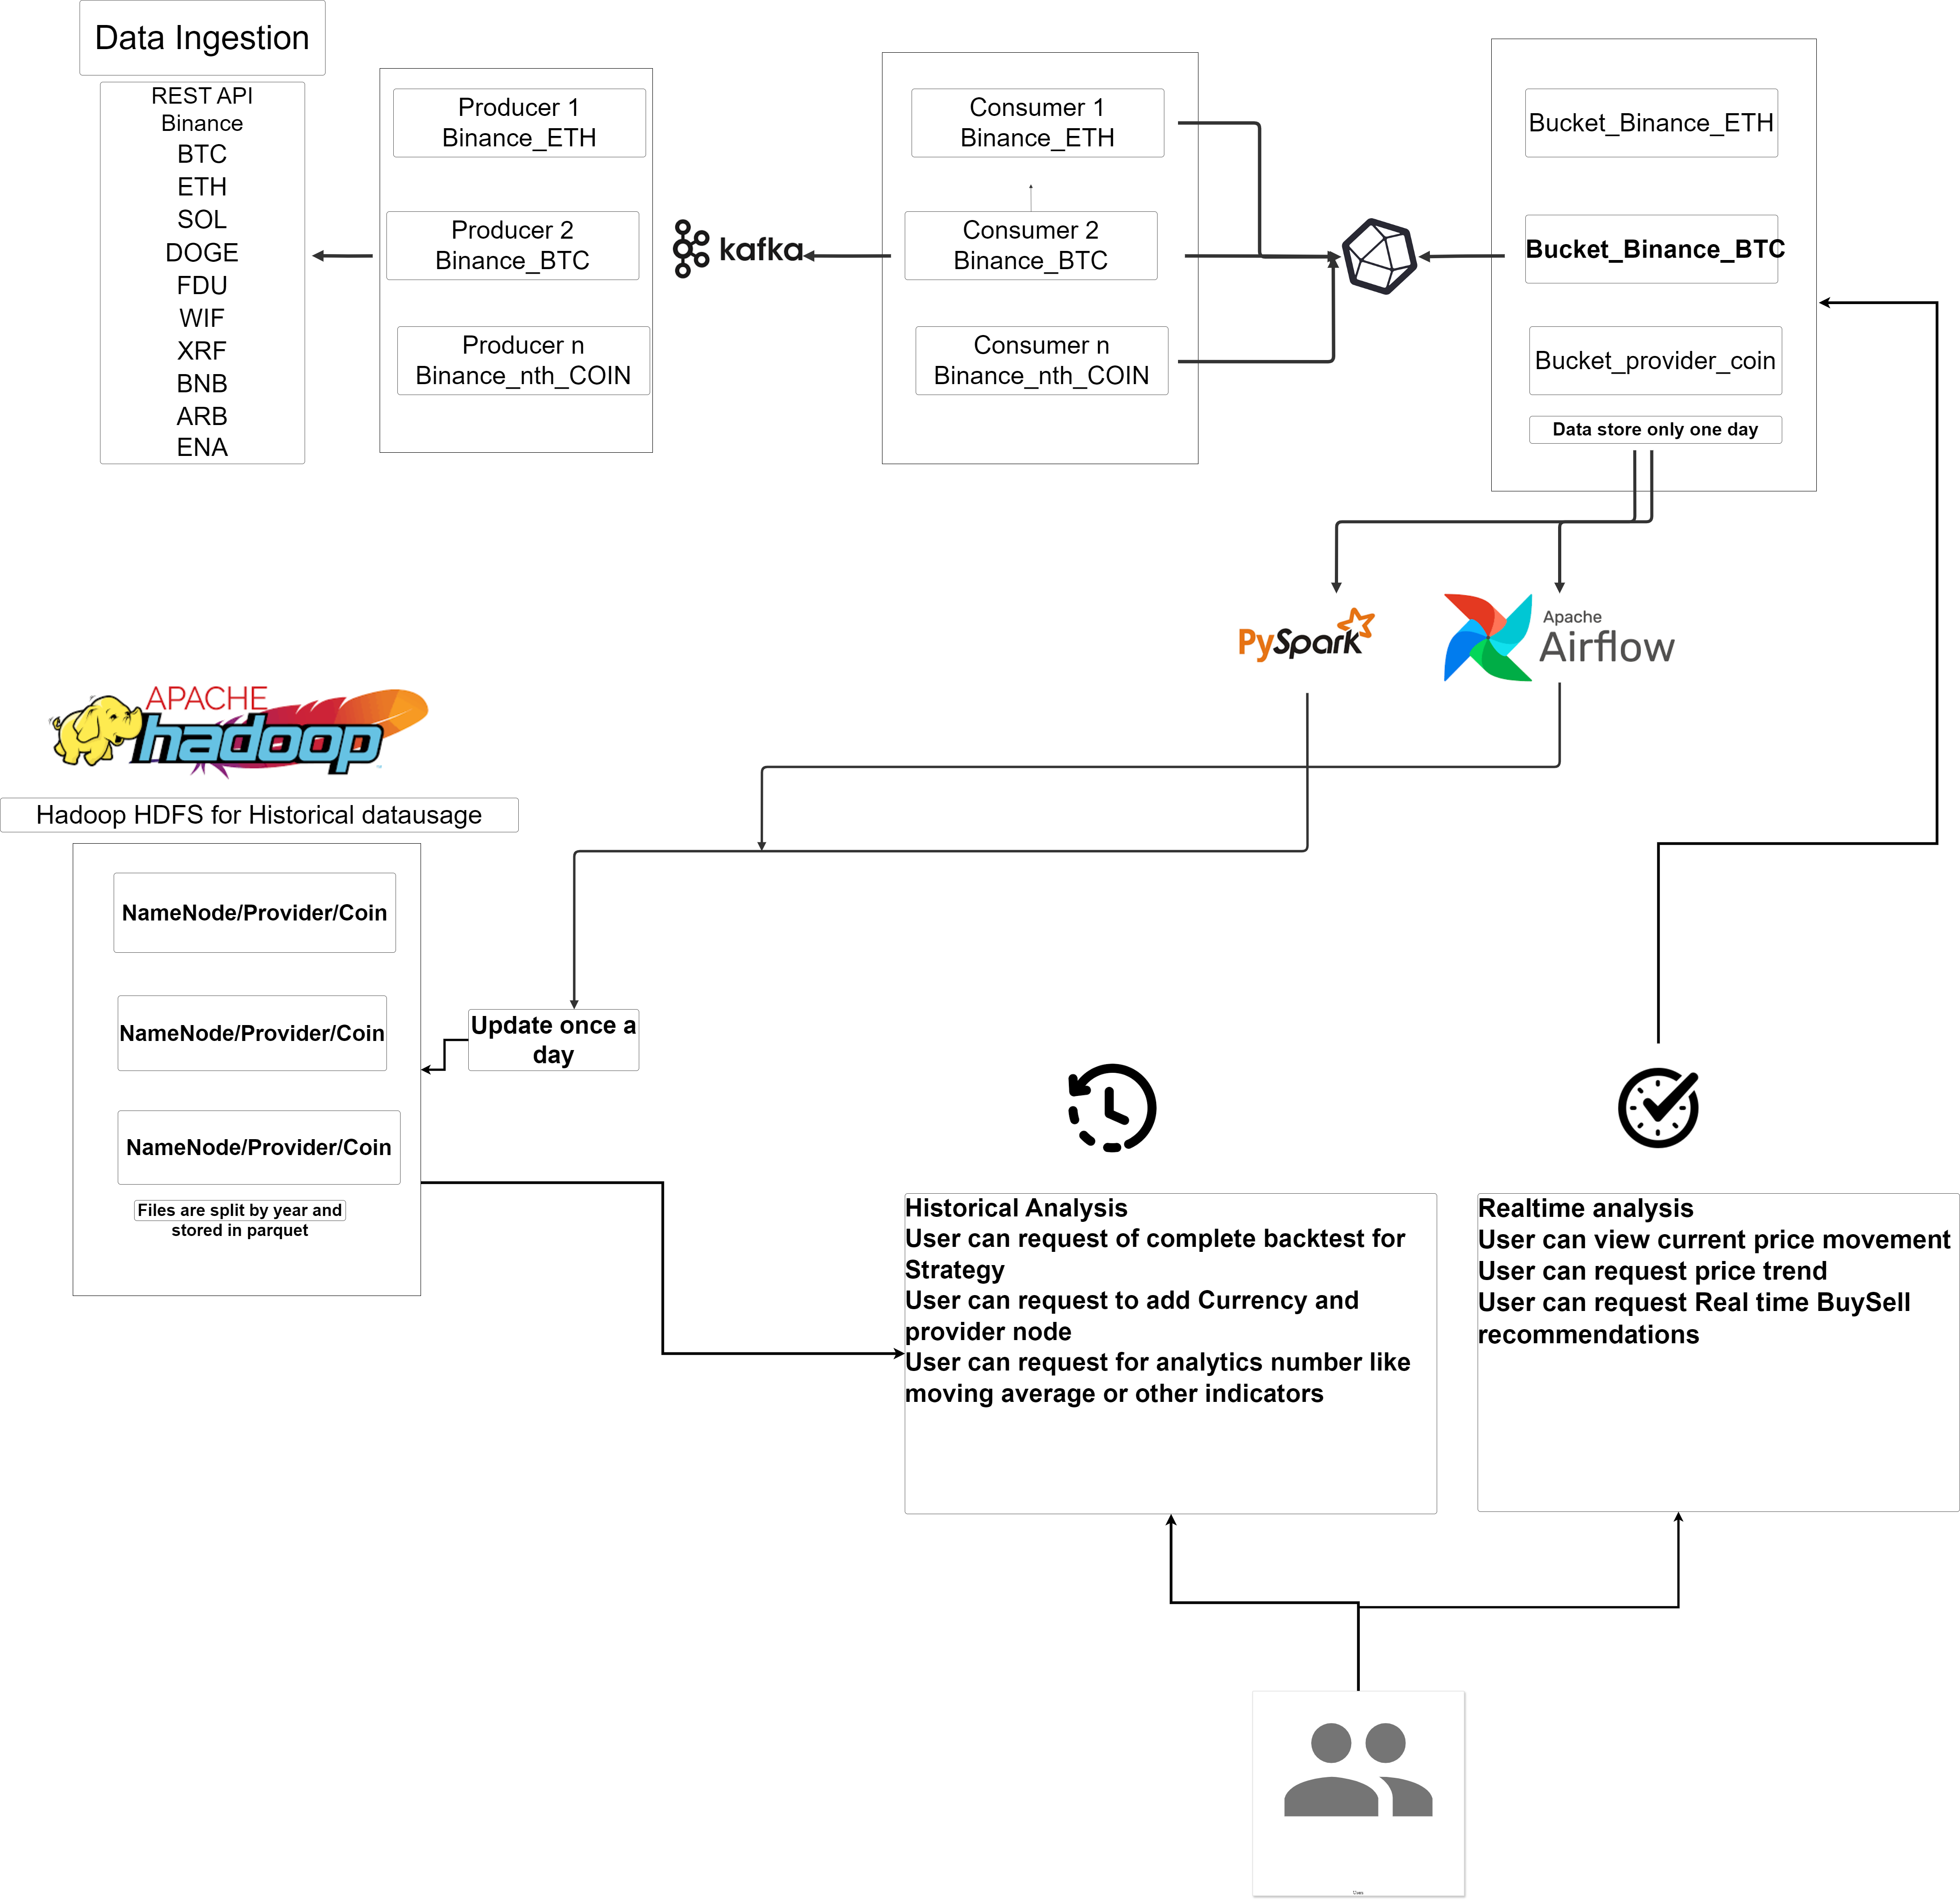 Data Ingestion
REST API
Binance
BTC
ETH
SOL
DOGE
FDU
WIF
XRF
BNB
ARB
ENA
Producer 1
Binance_ETH
Producer 2
Binance_BTC
Producer n
Binance_nth_COIN
kafka
Consumer 1
Binance_ETH
Consumer 2
Binance_BTC
Consumer n
Binance_nth_COIN
Bucket_Binance_ETH
Bucket_Binance_BTC
Bucket_provider_coin
Data store only one day
PySpark
Apache
Airflow
APACHE
hadoop
Hadoop HDFS for Historical datausage
NameNode/Provider/Coin
NameNode/Provider/Coin
NameNode/Provider/Coin
Files are split by year and
stored in parquet
Update once a
day
Historical Analysis
User can request of complete backtest for
Strategy
User can request to add Currency and
provider node
User can request for analytics number like
moving average or other indicators
Realtime analysis
User can view current price movement
User can request price trend
User can request Real time BuySell
recommendations
Users